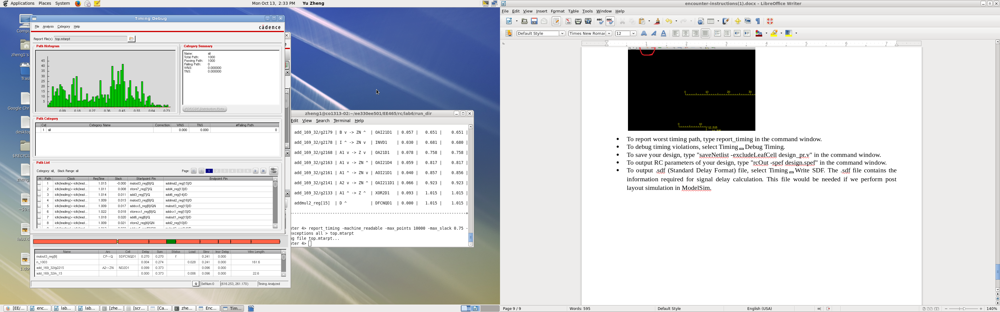 Applications Places System
Mon Oct 13, 2:33 PM Yu Zheng
Timing Debug
File Analysis Category Help
cādence
Report File(s) top.mtarpt
Path Histogram
45
40
35
30
25
20
15
10
5
0.09 0.18 0.27 0.36 0.45 0.54 0.64 0.73
Category Summary
Name: all
Total Path: 1000
Passing Path: 1000
Failing Path: 0
WNS: 0.000000
TNS: 0.000000
PDF/CDF Distribution Plots
Path Category
Cat Category Name Correction WNS TNS #Failing Path
1 all 0.000 0.000 0
Path List
Category: all, Slack Range: all
Page: 1 2 3 4 5 6
H Path Clock ReqTime Slack Startpoint Pin Endpoint Pin
1 iclk(leading)->iclk(lead... 1.015 -0.000 mulout3_reg[9]/Q addmul2_reg[15]/D
2 iclk(leading)->iclk(lead... 1.011 0.008 store7_reg[7]/Q add4_reg[13]/D
3 iclk(leading)->iclk(lead... 1.014 0.011 add3_reg[7]/Q add6_reg[14]/D
4 iclk(leading)->iclk(lead... 1.009 0.015 mulout3_reg[9]/Q addmul2_reg[16]/D
5 iclk(leading)->iclk(lead... 1.009 0.017 addxx5_reg[8]/QN mulout3_reg[15]/D
6 iclk(leading)->iclk(lead... 1.022 0.018 storexx1_reg[9]/Q addxx1_reg[15]/D
7 iclk(leading)->iclk(lead... 1.018 0.020 add6_reg[6]/Q mulout1_reg[15]/D
8 iclk(leading)->iclk(lead... 1.009 0.021 store2_reg[4]/QN add2_reg[10]/D
Name Arc Cell Delay Sum Status Load Slew Incr Delay Wire Length
mulout3_reg[9] CP->Q SDFCNQD1 0.270 0.270 f 0.241 0.000
n_1003 0.004 0.274 0.028 0.241 0.000 161.6
add_169_32/g2215 A2->ZN ND2D1 0.099 0.373 0.096 0.000
add_169_32/n_15 0.000 0.373 0.006 0.096 0.000 22.6
Q SelNum:0 (616.253, 261.170) Timing Analyzed
Compu
zheng1's
Tras
Google Chr
deskto
$RECYCL
zheng
~$0.d
lab3.d
1.do
zheng1@co1313-02:~/ee330ee501/EE465/rc/lab6/run_dir
Edit View Search Terminal Help
add_169_32/g2179 | B v -> ZN ^ | OAI21D1 | 0.057 | 0.651 | 0.651 |
add_169_32/g2178 | I ^ -> ZN v | INVD1 | 0.030 | 0.681 | 0.680 |
add_169_32/g2168 | A1 v -> Z v | OA21D1 | 0.078 | 0.758 | 0.758 |
add_169_32/g2163 | A1 v -> ZN ^ | OAI21D4 | 0.059 | 0.817 | 0.817 |
add_169_32/g2161 | A1 ^ -> ZN v | AOI21D1 | 0.040 | 0.857 | 0.856 |
add_169_32/g2141 | A2 v -> ZN ^ | OAI211D1 | 0.066 | 0.923 | 0.923 |
add_169_32/g2133 | A1 ^ -> Z ^ | XOR2D1 | 0.093 | 1.015 | 1.015 |
addmul2_reg[15] | D ^ | DFCNQD1 | 0.000 | 1.015 | 1.015 |
nter 4> report_timing -machine_readable -max_points 10000 -max_slack 0.75 -
exceptions all > top.mtarpt
g file top.mtarpt...
nter 4>
[EE/... enc... lab... lab... [zhe... [scr... [Ca... zhe... Enc... Tim...
encounter-instructions(1).docx - LibreOffice Writer
File Edit View Insert Format Table Tools Window Help
Default Style Times New Roman 12
1 2 3 4 5 6 7
0 10 20 30
0 10 12,515
• To report worst timing path, type report_timing in the command window.
• To debug timing violations, select Timing Debug Timing.
• To save your design, type "saveNetlist -excludeLeafCell design_pr.v" in the command window.
• To output RC parameters of your design, type "rcOut -spef design.spef" in the command window.
• To output .sdf (Standard Delay Format) file, select Timing Write SDF. The .sdf file contains the
information required for signal delay calculation. This file would be needed if we perform post
layout simulation in ModelSim.
Page 9 / 9 Words: 595 Default Style English (USA) 140%